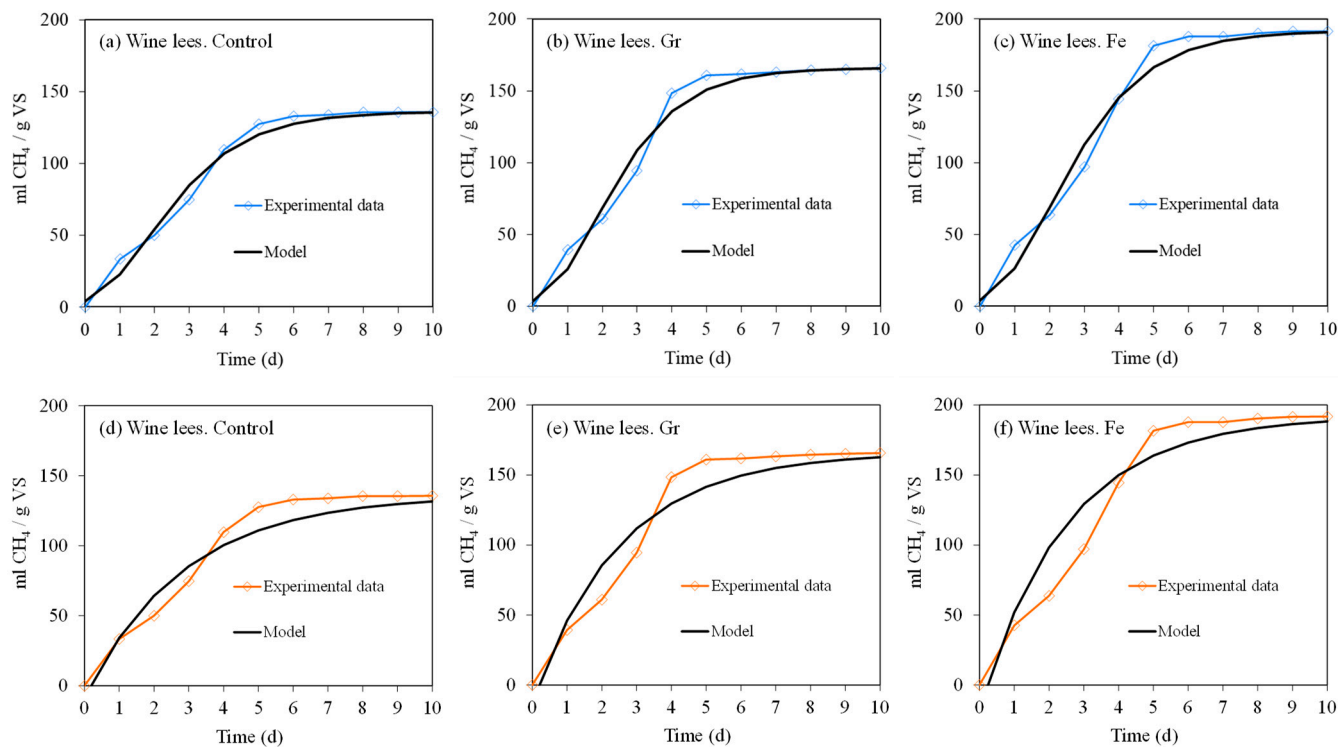 (a) Wine lees. Control
ml CH₄ / g VS
200
150
100
50
0
Experimental data
Model
0 1 2 3 4 5 6 7 8 9 10
Time (d)
(b) Wine lees. Gr
ml CH₄ / g VS
200
150
100
50
0
Experimental data
Model
0 1 2 3 4 5 6 7 8 9 10
Time (d)
(c) Wine lees. Fe
ml CH₄ / g VS
200
150
100
50
0
Experimental data
Model
0 1 2 3 4 5 6 7 8 9 10
Time (d)
(d) Wine lees. Control
ml CH₄ / g VS
200
150
100
50
0
Experimental data
Model
0 1 2 3 4 5 6 7 8 9 10
Time (d)
(e) Wine lees. Gr
ml CH₄ / g VS
200
150
100
50
0
Experimental data
Model
0 1 2 3 4 5 6 7 8 9 10
Time (d)
(f) Wine lees. Fe
ml CH₄ / g VS
200
150
100
50
0
Experimental data
Model
0 1 2 3 4 5 6 7 8 9 10
Time (d)